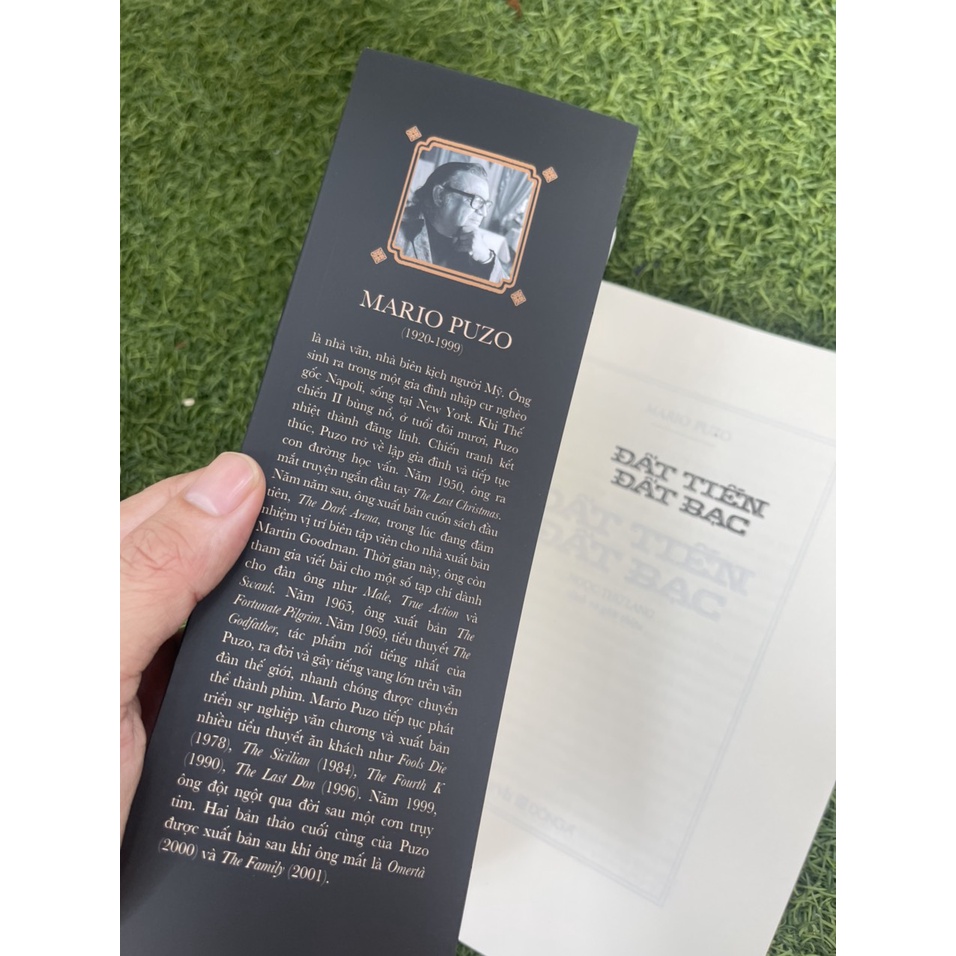 MARIO PUZO
(1920-1999)
là nhà văn, nhà biên kịch người Mỹ. Ông
sinh ra trong một gia đình nhập cư nghèo
gốc Napoli, sống tại New York. Khi Thế
chiến II bùng nổ, ở tuổi đôi mươi, Puzo
nhiệt thành đăng lính. Chiến tranh kết
thúc, Puzo trở về lập gia đình và tiếp tục
con đường học vấn. Năm 1950, ông ra
mắt truyện ngắn đầu tay The Last Christmas.
Năm năm sau, ông xuất bản cuốn sách đầu
tiên, The Dark Arena, trong lúc đang đảm
nhiệm vị trí biên tập viên cho nhà xuất bản
Martin Goodman. Thời gian này, ông còn
tham gia viết bài cho một số tạp chí dành
cho đàn ông như Male, True Action và
Swank. Năm 1965, ông xuất bản The
Fortunate Pilgrim. Năm 1969, tiểu thuyết The
Godfather, tác phẩm nổi tiếng nhất của
Puzo, ra đời và gây tiếng vang lớn trên văn
đàn thế giới, nhanh chóng được chuyển
thể thành phim. Mario Puzo tiếp tục phát
triển sự nghiệp văn chương và xuất bản
nhiều tiểu thuyết ăn khách như Fools Die
(1978), The Sicilian (1984), The Fourth K
(1990), The Last Don (1996). Năm 1999,
ông đột ngột qua đời sau một cơn trụy
tim. Hai bản thảo cuối cùng của Puzo
được xuất bản sau khi ông mất là Omertà
(2000) và The Family (2001).
ĐẤT TIỀN
ĐẤT BẠC